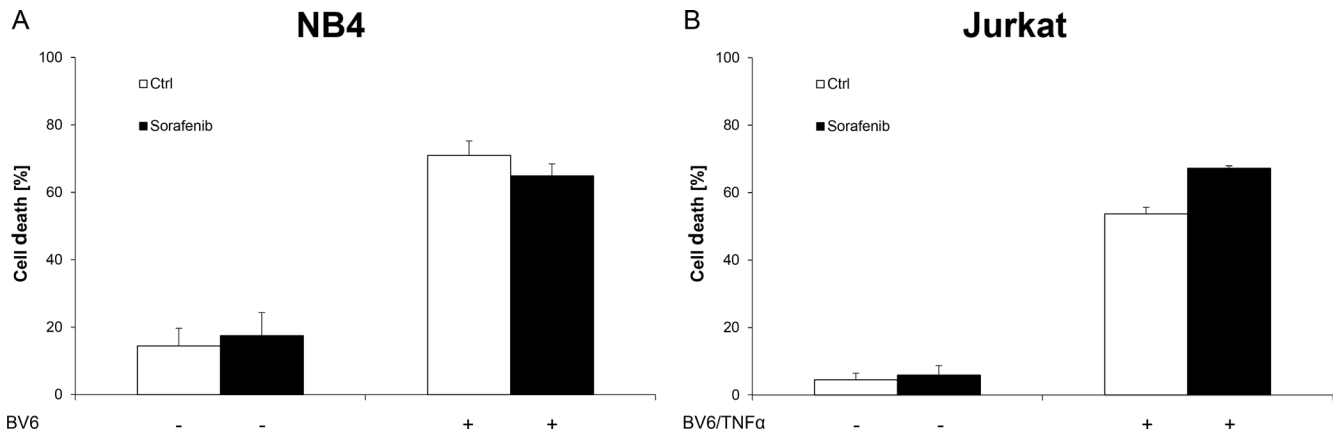 A
NB4
100
80
60
40
20
0
Cell death [%]
Ctrl
Sorafenib
BV6 - - + +
B
Jurkat
100
80
60
40
20
0
Cell death [%]
Ctrl
Sorafenib
BV6/TNFα - - + +